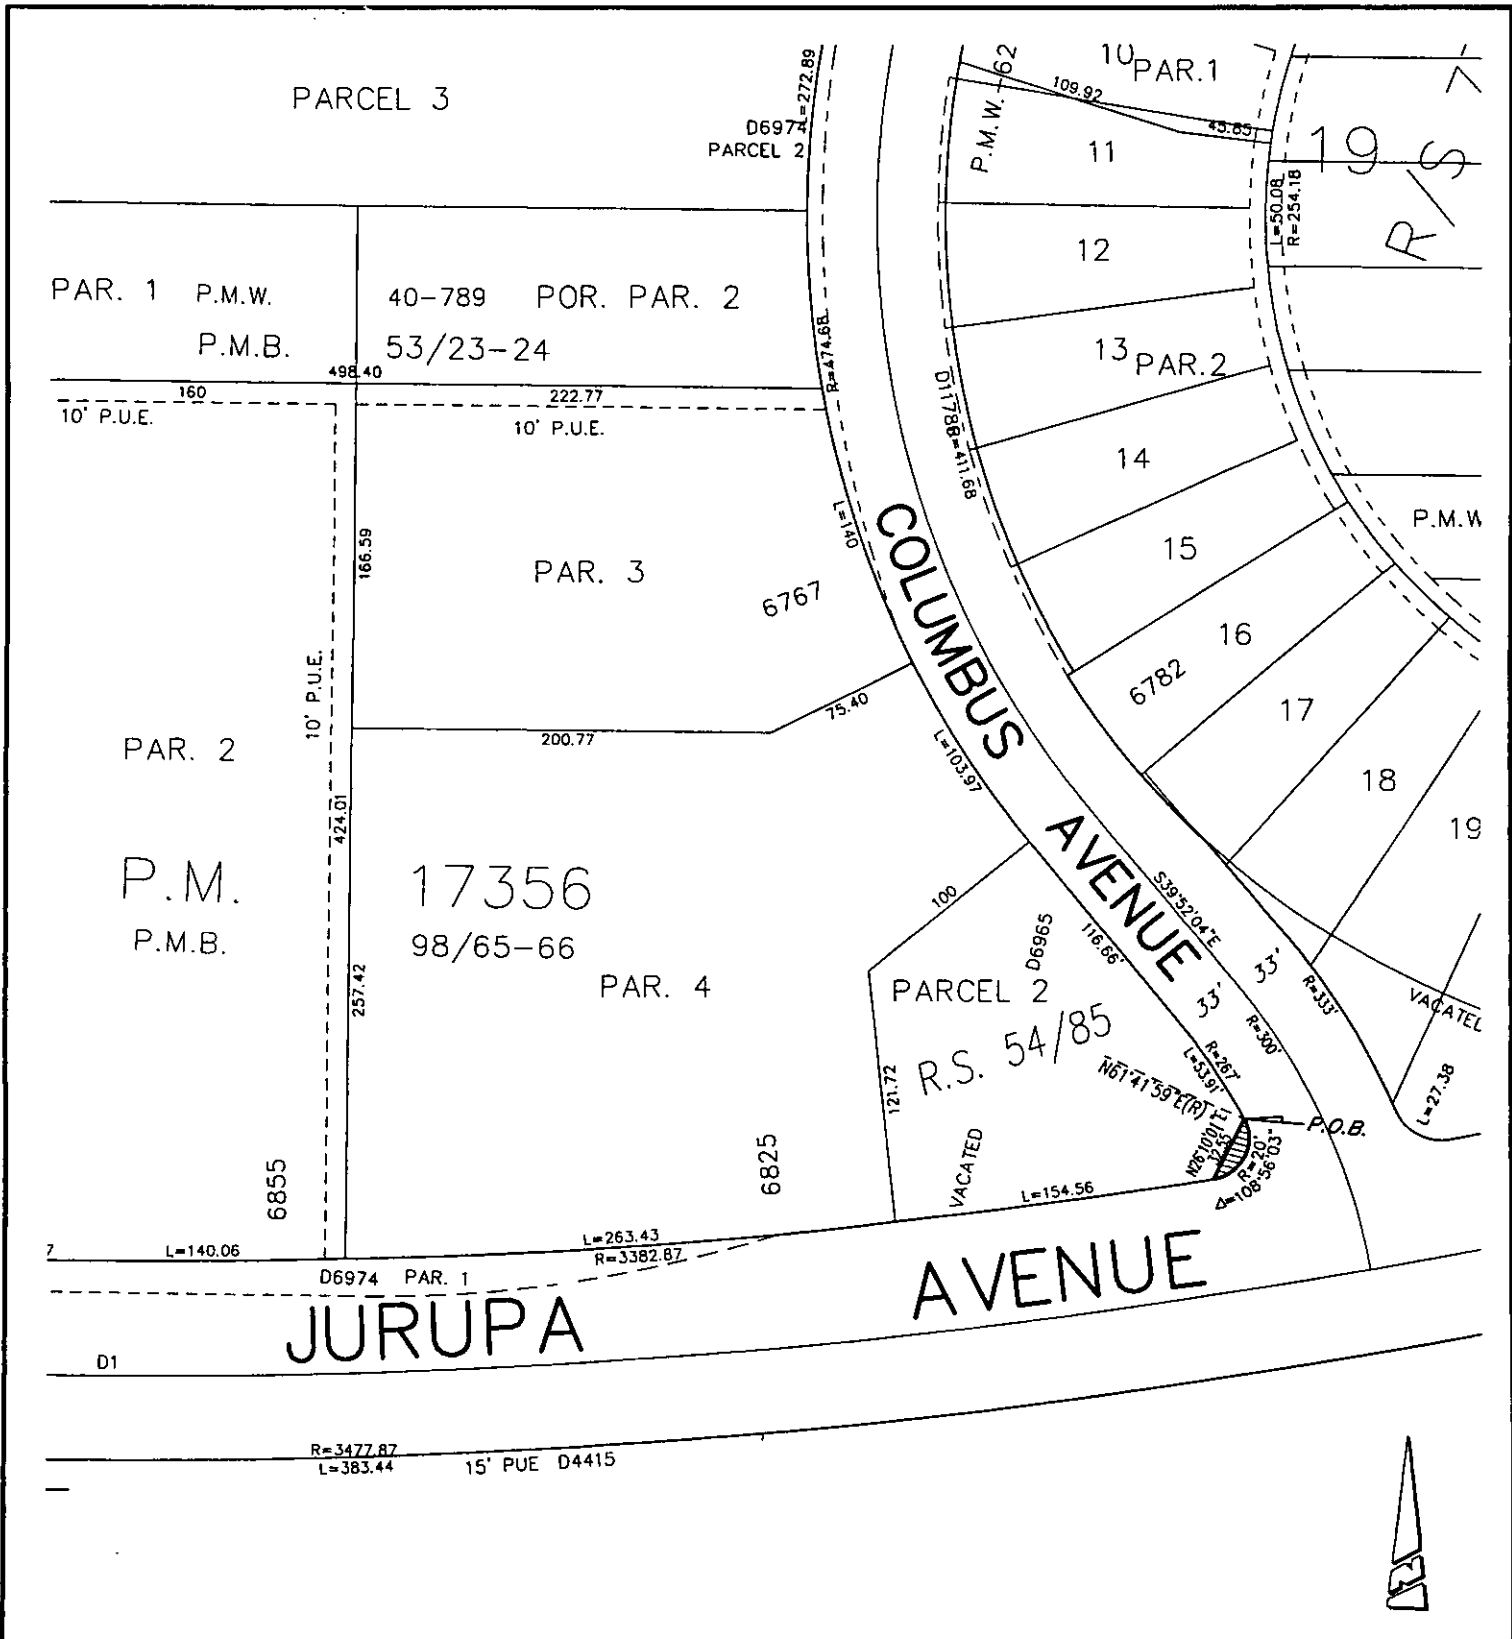 PARCEL 3
L=272.89
D6974
PARCEL 2
P.M.W.-62
10
PAR.1
109.92
45.85
11
19
R/S 7-
L=50.08
R=254.18
12
PAR. 1 P.M.W. 40-789 POR. PAR. 2
P.M.B. 53/23-24
498.40
160
222.77
10' P.U.E.
10' P.U.E.
R=474.68
13
PAR.2
D11786
R=411.68
14
L=140
COLUMBUS AVENUE
P.M.W
15
166.59
PAR. 3
6767
16
6782
10' P.U.E.
75.40
200.77
L=103.97
17
PAR. 2
18
19
424.01
P.M. 17356
P.M.B. 98/65-66
100
S39°52'04"E
116.66'
D6965
33'
33'
PAR. 4
257.42
PARCEL 2
R.S. 54/85
R=333'
VACATED
R=300'
R=267'
L=53.91'
N61°41'59"E(R)
121.72
L=27.38
P.O.B.
N26°10'01"E
32.55
R=20'
Δ=108°56'03"
VACATED
6855
6825
L=154.56
7
L=140.06
L=263.43
R=3382.87
D6974 PAR. 1
JURUPA AVENUE
D1
R=3477.87
L=383.44
15' PUE D4415